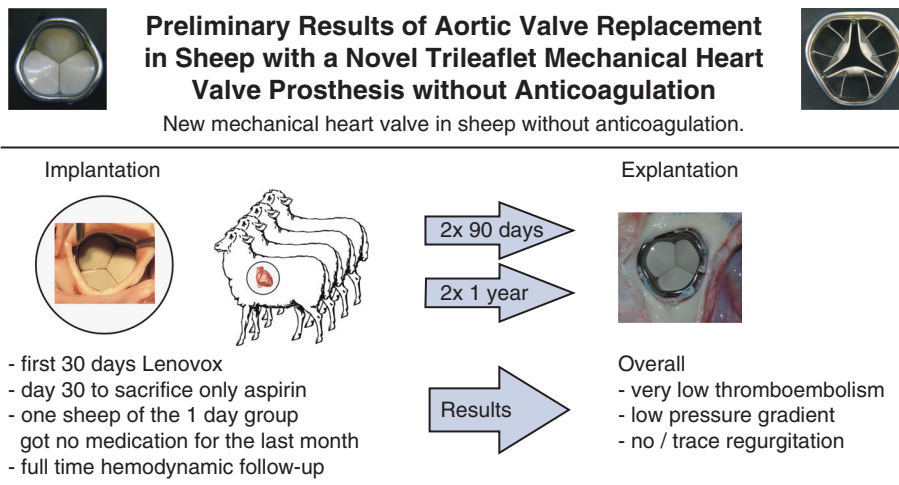 Preliminary Results of Aortic Valve Replacement
in Sheep with a Novel Trileaflet Mechanical Heart
Valve Prosthesis without Anticoagulation
New mechanical heart valve in sheep without anticoagulation.
Implantation
Explantation
2x 90 days
2x 1 year
- first 30 days Lenovox
- day 30 to sacrifice only aspirin
- one sheep of the 1 day group
got no medication for the last month
- full time hemodynamic follow-up
Results
Overall
- very low thromboembolism
- low pressure gradient
- no / trace regurgitation